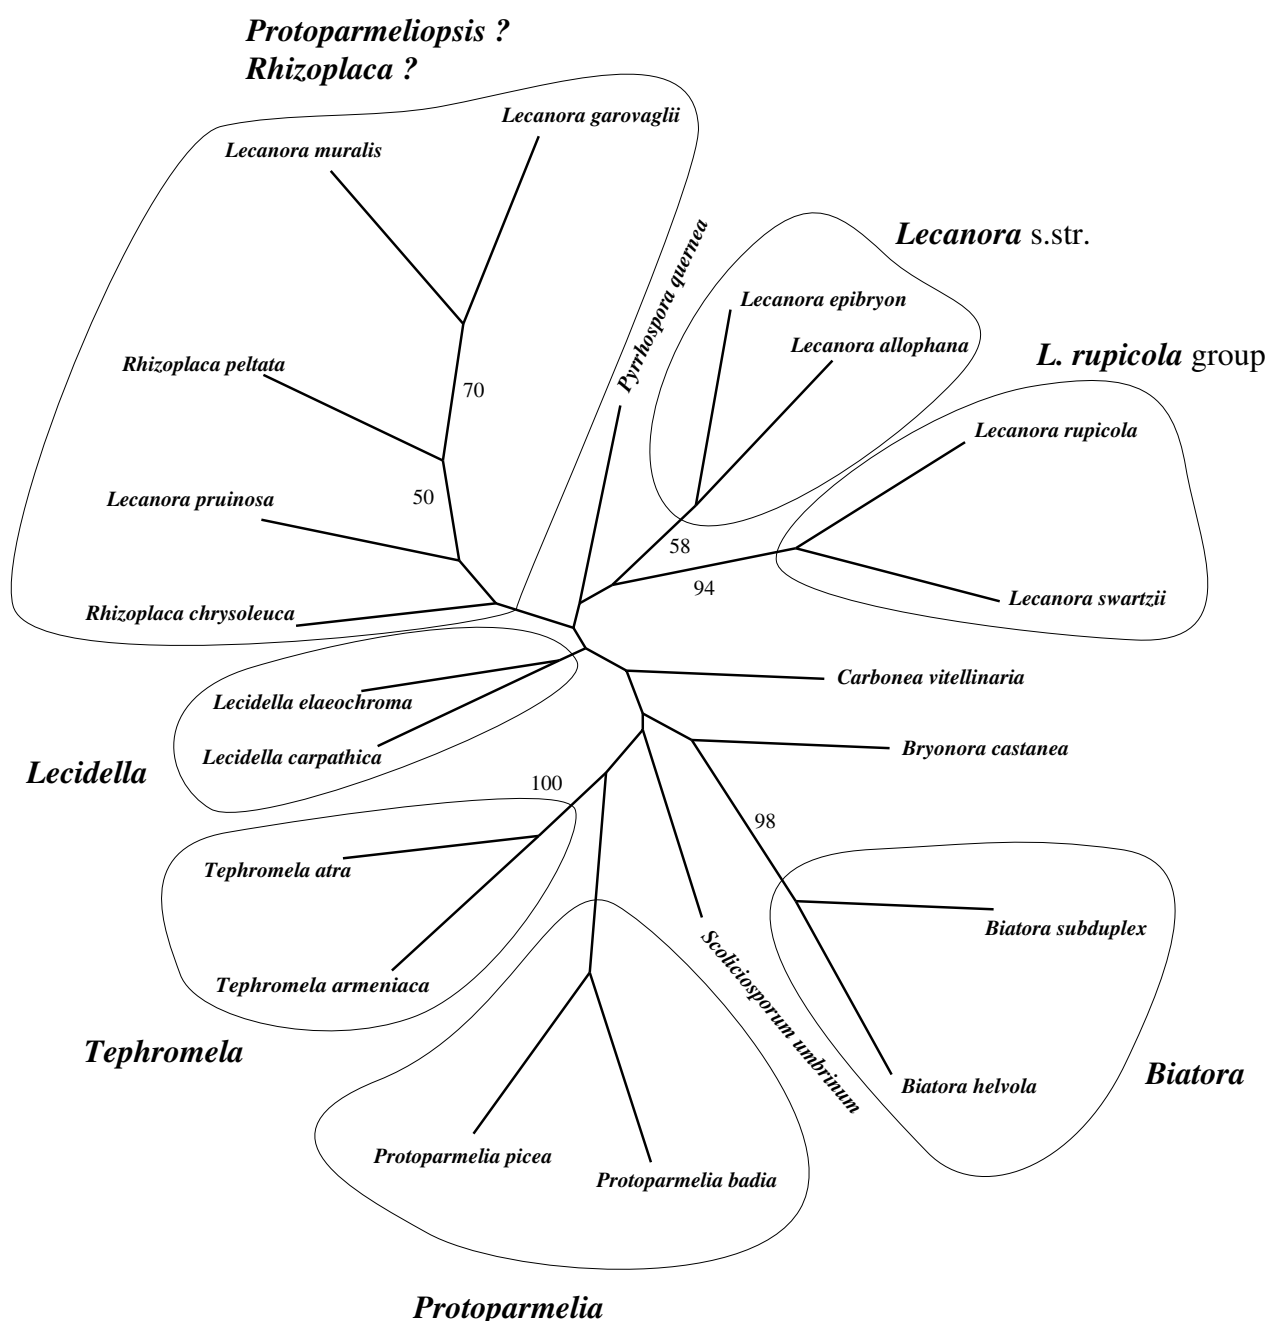 Protoparmeliopsis ?
Rhizoplaca ?
Lecanora garovaglii
Lecanora muralis
Pyrrhospora quernea
Lecanora s.str.
Lecanora epibryon
Lecanora allophana
L. rupicola group
Rhizoplaca peltata
70
Lecanora rupicola
Lecanora pruinosa
50
58
94
Lecanora swartzii
Rhizoplaca chrysoleuca
Carbonea vitellinaria
Lecidella elaeochroma
Bryonora castanea
Lecidella carpathica
Lecidella
100
98
Tephromela atra
Biatora subduplex
Scoliciosporum umbrinum
Tephromela armeniaca
Tephromela
Biatora
Biatora helvola
Protoparmelia picea
Protoparmelia badia
Protoparmelia